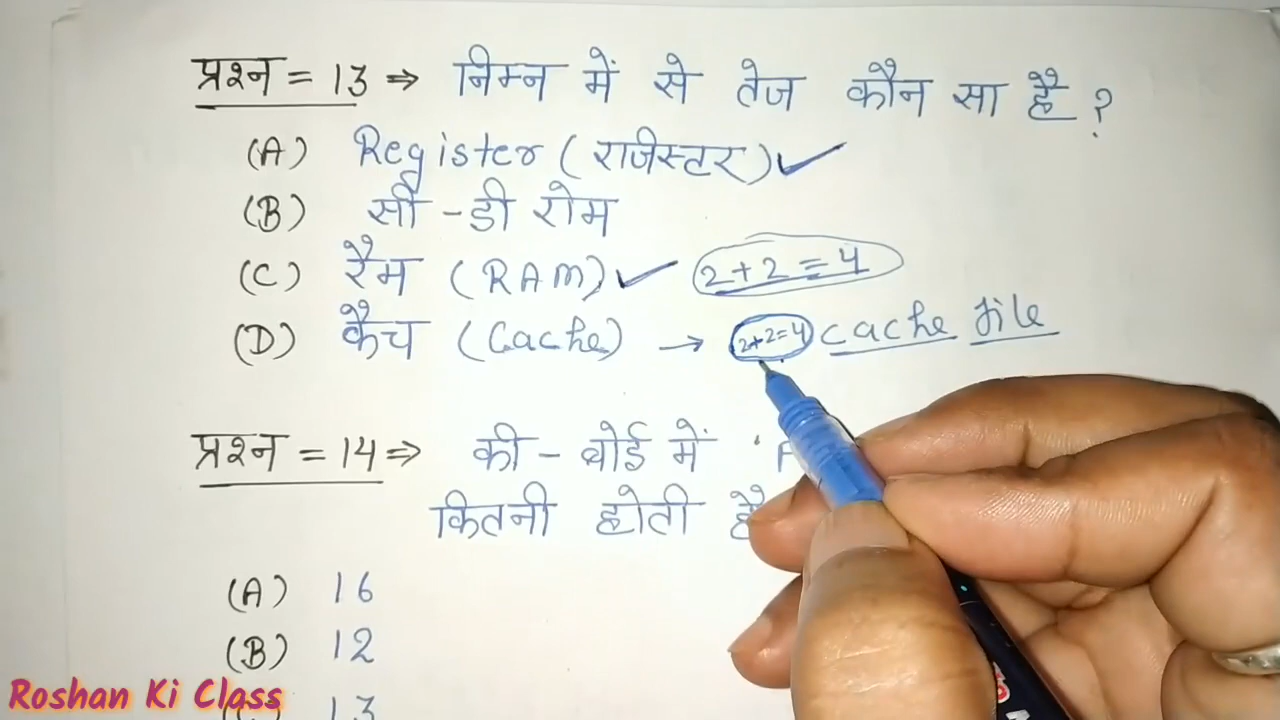 प्रश्न = 13 ⇒ निम्न में से तेज कौन सा है ?
(A) Register ( राजिस्टर) ✓
(B) सी -डी रोम
(C) रैम (RAM) ✓ 2+2=4
(D) कैच (Cache) → 2+2=4 cache file
प्रश्न = 14 ⇒ की - बोर्ड में ' F
कितनी होती है
(A) 16
(B) 12
(C) 13
Roshan Ki Class